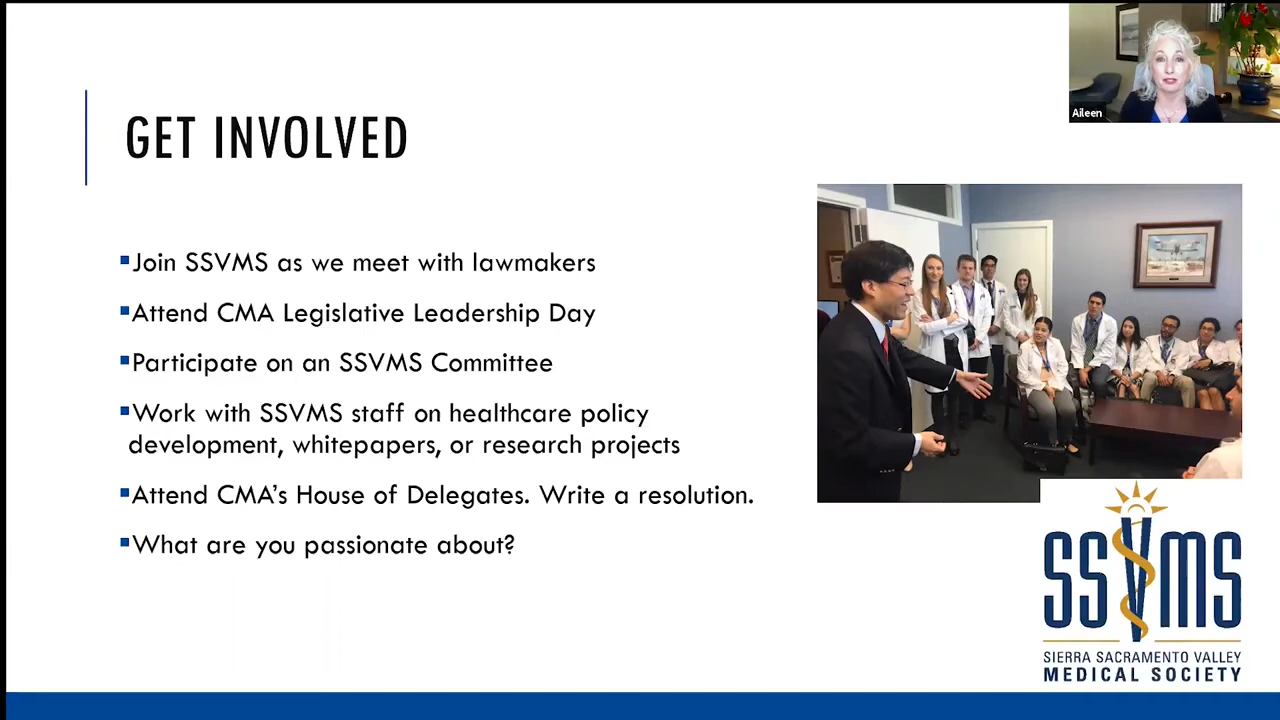 Aileen
GET INVOLVED
▪Join SSVMS as we meet with lawmakers
▪Attend CMA Legislative Leadership Day
▪Participate on an SSVMS Committee
▪Work with SSVMS staff on healthcare policy
development, whitepapers, or research projects
▪Attend CMA’s House of Delegates. Write a resolution.
▪What are you passionate about?
SSVMS
SIERRA SACRAMENTO VALLEY
MEDICAL SOCIETY